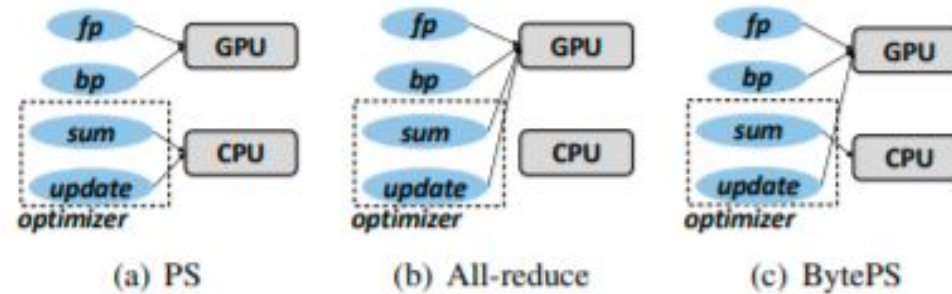 fp
bp
sum
update
optimizer
GPU
CPU
(a) PS
fp
bp
sum
update
optimizer
GPU
CPU
(b) All-reduce
fp
bp
sum
update
optimizer
GPU
CPU
(c) BytePS